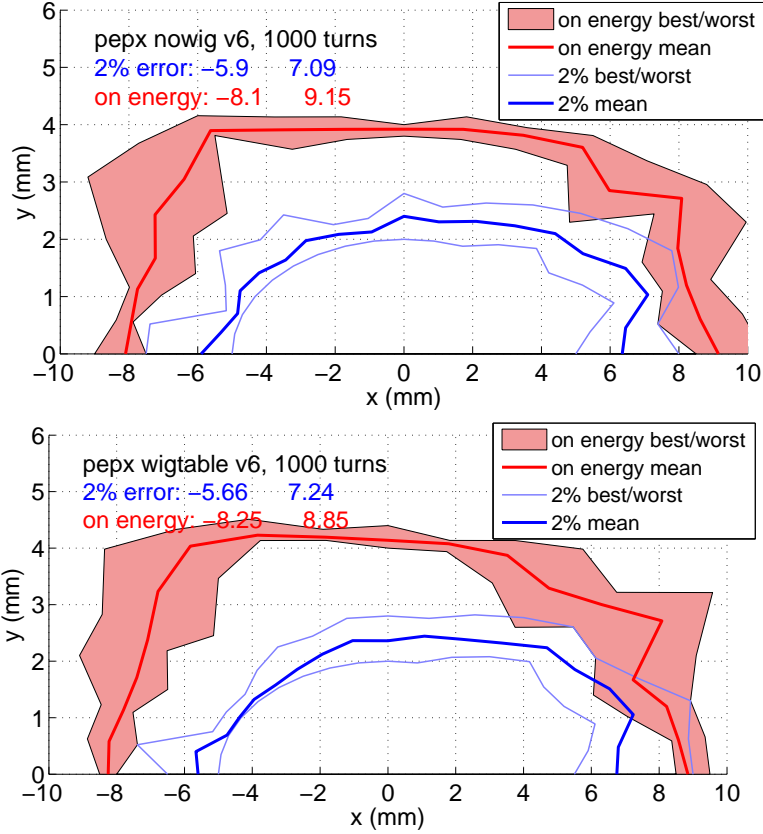 6
5
4
3
2
1
0
y (mm)
pepx nowig v6, 1000 turns
2% error: −5.9 7.09
on energy: −8.1 9.15
on energy best/worst
on energy mean
2% best/worst
2% mean
−10 −8 −6 −4 −2 0 2 4 6 8 10
x (mm)
6
5
4
3
2
1
0
y (mm)
pepx wigtable v6, 1000 turns
2% error: −5.66 7.24
on energy: −8.25 8.85
on energy best/worst
on energy mean
2% best/worst
2% mean
−10 −8 −6 −4 −2 0 2 4 6 8 10
x (mm)